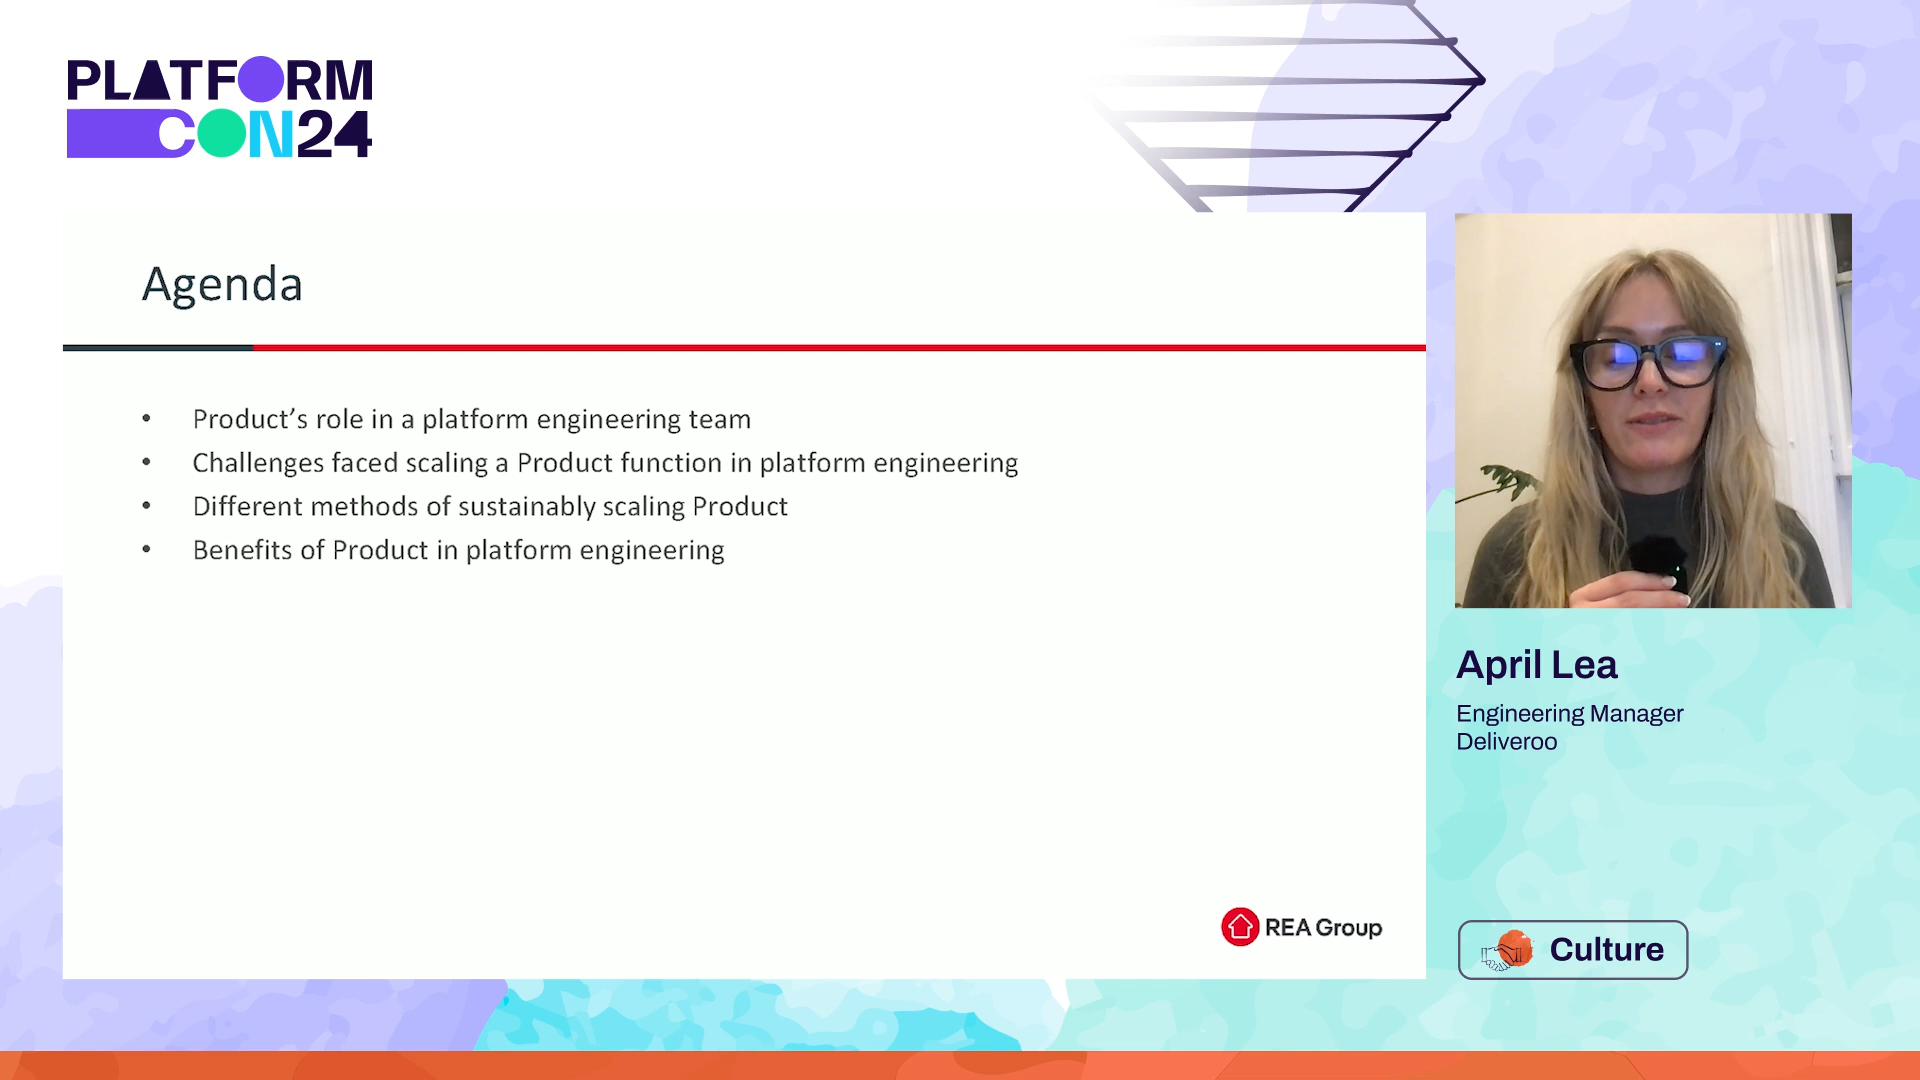 PLATFORM
CON24
Agenda
• Product’s role in a platform engineering team
• Challenges faced scaling a Product function in platform engineering
• Different methods of sustainably scaling Product
• Benefits of Product in platform engineering
REA Group
April Lea
Engineering Manager
Deliveroo
Culture